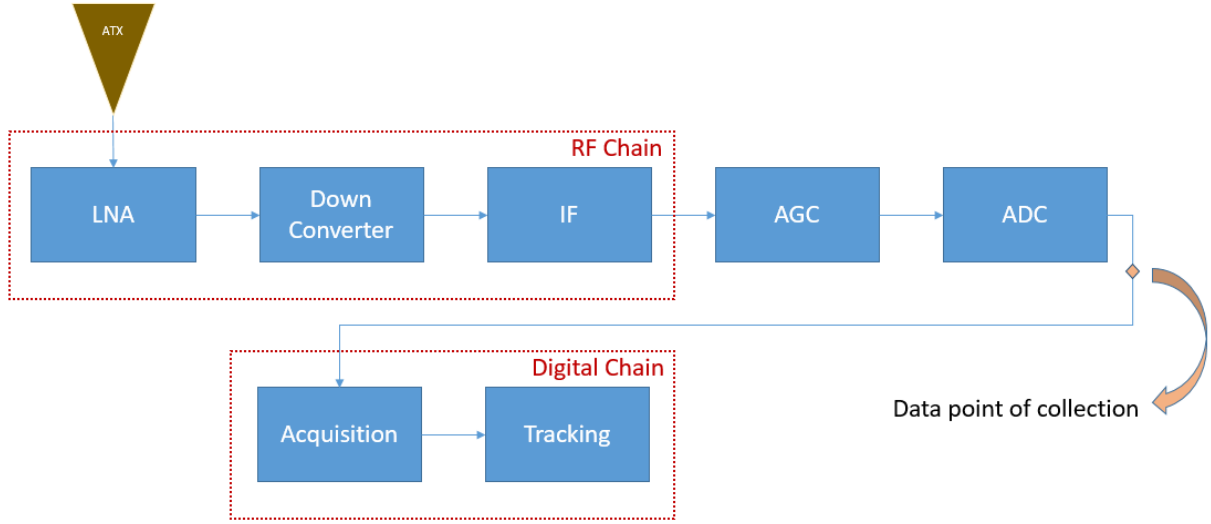 ATX
RF Chain
LNA
Down
Converter
IF
AGC
ADC
Digital Chain
Acquisition
Tracking
Data point of collection